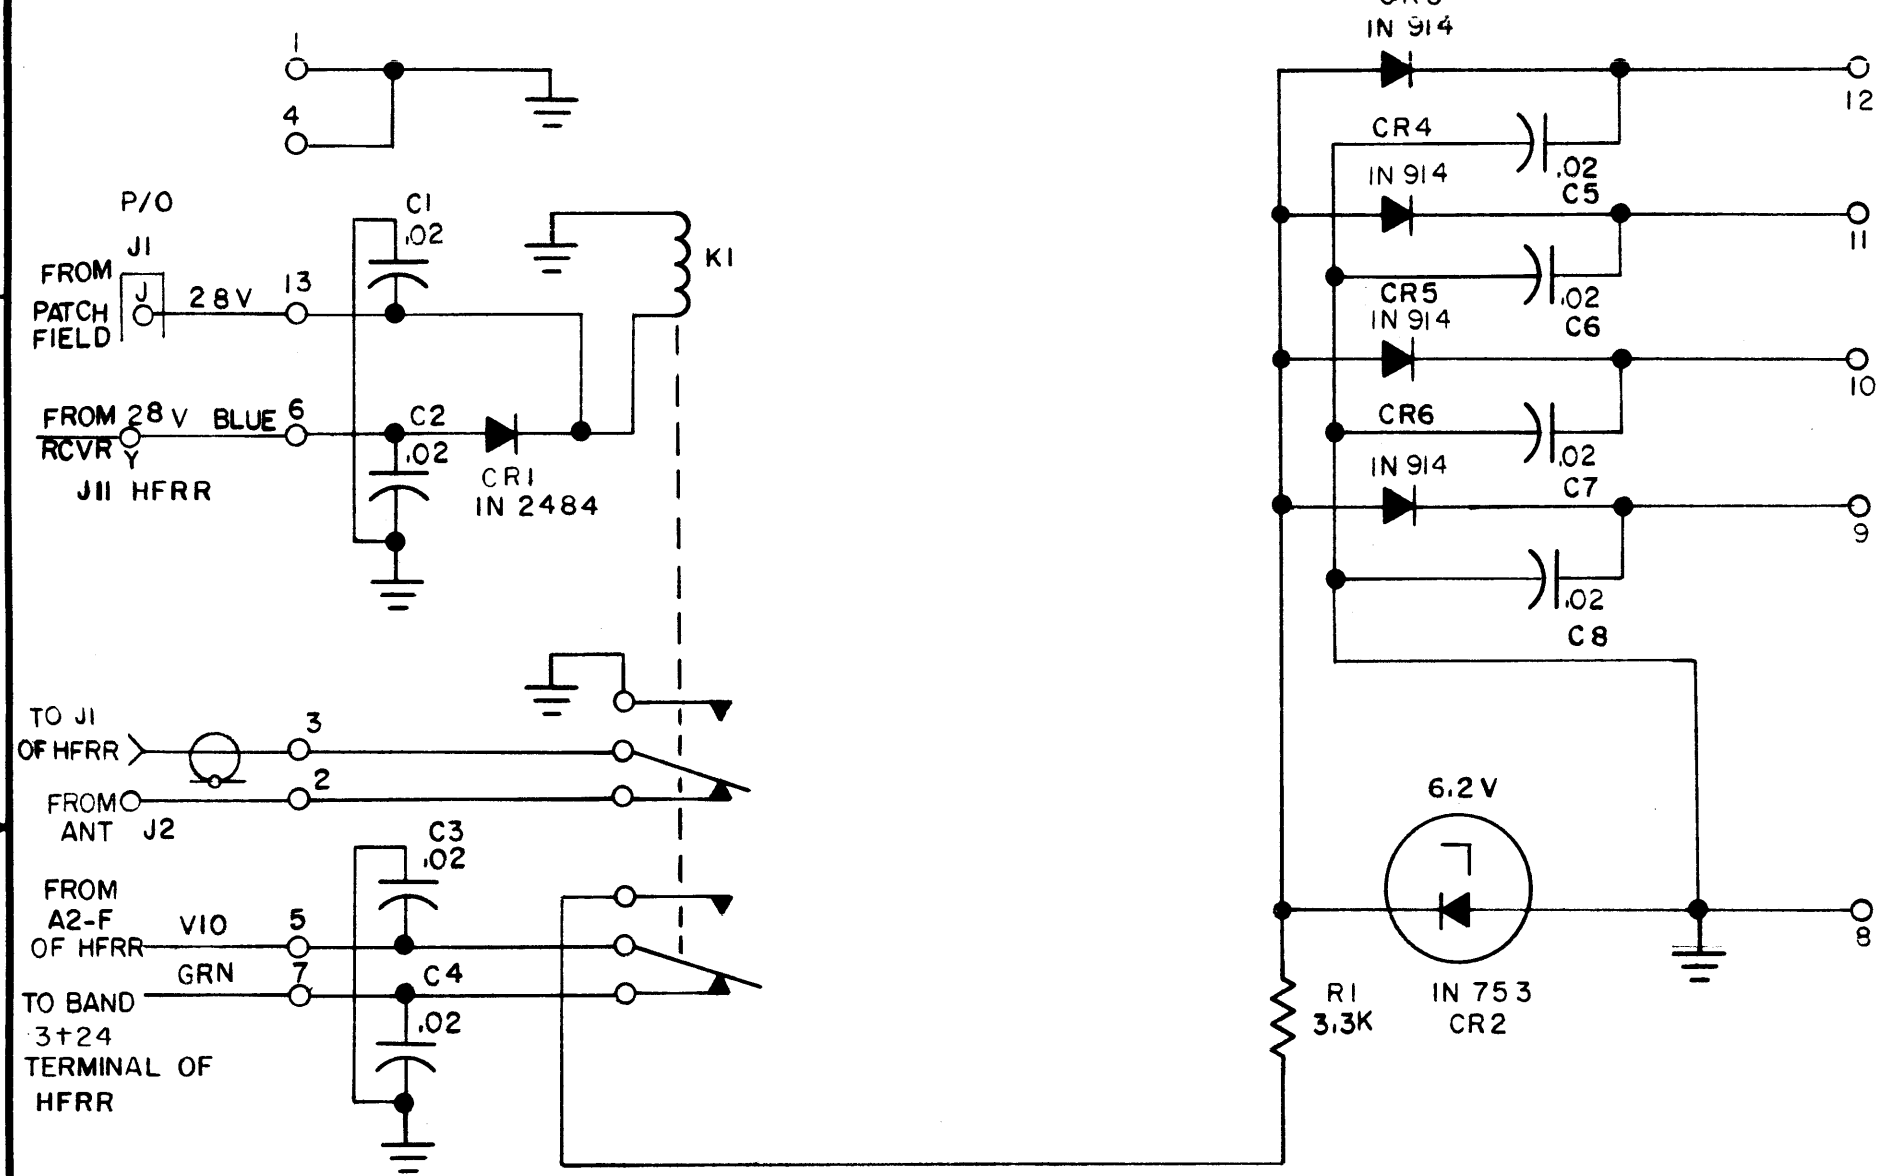 IN 914
1
12
4
CR4
.02
IN 914
C5
P/O
C1
.02
11
J1
K1
FROM
J
28V
13
CR5
.02
PATCH
IN 914
C6
FIELD
10
FROM 28V BLUE 6
C2
CR6
RCVR Y
.02
.02
IN 914
J11 HFRR
CR1
C7
IN 2484
9
.02
C8
TO J1
3
OF HFRR
2
6.2V
FROM
ANT J2
C3
.02
FROM
A2-F
VIO
5
OF HFRR
8
GRN
7
C4
TO BAND
R1
IN 753
.02
3.3K
CR2
3+24
TERMINAL OF
HFRR